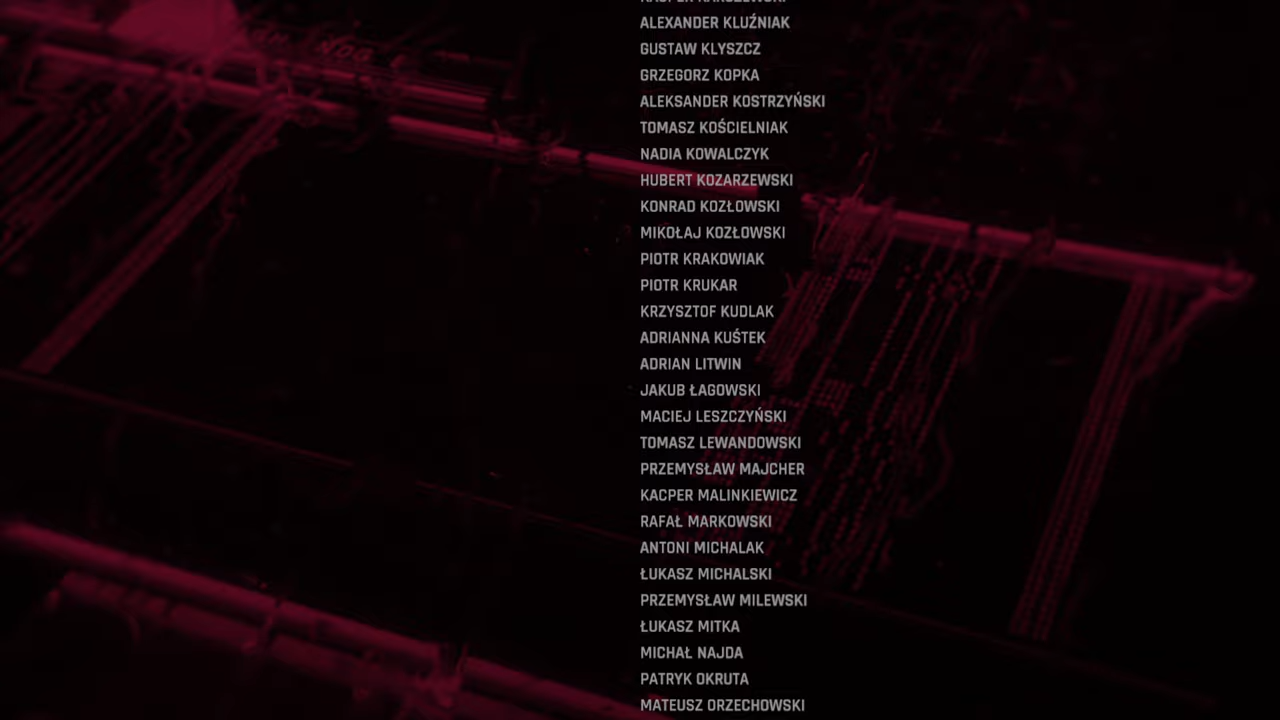 ALEXANDER KLUŹNIAK
GUSTAW KLYSZCZ
GRZEGORZ KOPKA
ALEKSANDER KOSTRZYŃSKI
TOMASZ KOŚCIELNIAK
NADIA KOWALCZYK
HUBERT KOZARZEWSKI
KONRAD KOZŁOWSKI
MIKOŁAJ KOZŁOWSKI
PIOTR KRAKOWIAK
PIOTR KRUKAR
KRZYSZTOF KUDLAK
ADRIANNA KUŚTEK
ADRIAN LITWIN
JAKUB ŁAGOWSKI
MACIEJ LESZCZYŃSKI
TOMASZ LEWANDOWSKI
PRZEMYSŁAW MAJCHER
KACPER MALINKIEWICZ
RAFAŁ MARKOWSKI
ANTONI MICHALAK
ŁUKASZ MICHALSKI
PRZEMYSŁAW MILEWSKI
ŁUKASZ MITKA
MICHAŁ NAJDA
PATRYK OKRUTA
MATEUSZ ORZECHOWSKI